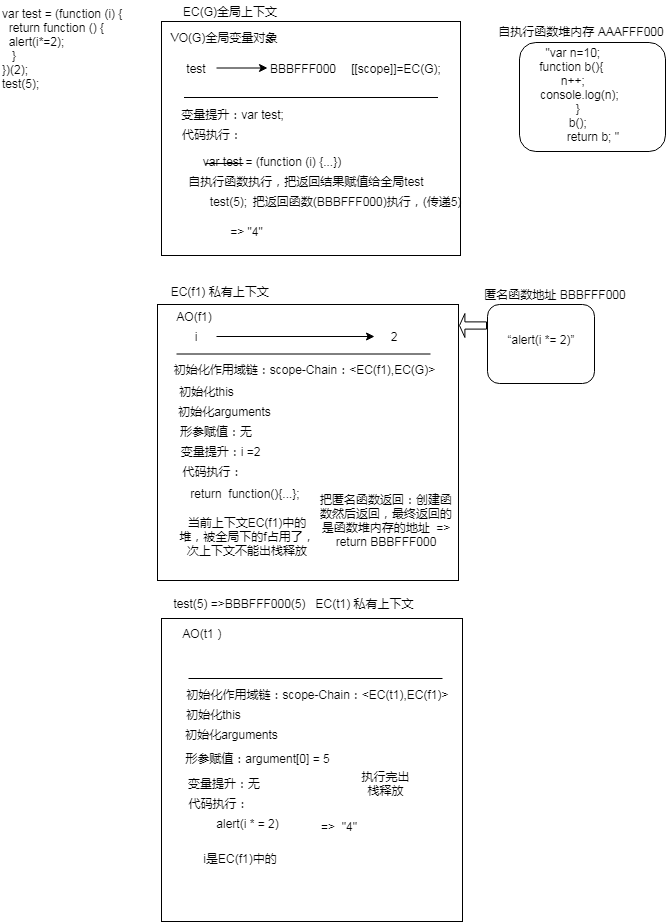 var test = (function (i) {
return function () {
alert(i*=2);
}
})(2);
test(5);
EC(G)全局上下文
VO(G)全局变量对象
test BBBFFF000 [[scope]]=EC(G);
变量提升：var test;
代码执行：
var test = (function (i) {...})
自执行函数执行，把返回结果赋值给全局test
test(5); 把返回函数(BBBFFF000)执行，(传递5)
=> "4"
自执行函数堆内存 AAAFFF000
"var n=10;
function b(){
n++;
console.log(n);
}
b();
return b; "
EC(f1) 私有上下文
AO(f1)
i 2
初始化作用域链：scope-Chain：<EC(f1),EC(G)>
初始化this
初始化arguments
形参赋值：无
变量提升：i =2
代码执行：
return function(){...};
当前上下文EC(f1)中的
堆，被全局下的f占用了，
次上下文不能出栈释放
把匿名函数返回：创建函
数然后返回，最终返回的
是函数堆内存的地址 =>
return BBBFFF000
匿名函数地址 BBBFFF000
“alert(i *= 2)”
test(5) =>BBBFFF000(5) EC(t1) 私有上下文
AO(t1 )
初始化作用域链：scope-Chain：<EC(t1),EC(f1)>
初始化this
初始化arguments
形参赋值：argument[0] = 5
变量提升：无
代码执行：
alert(i * = 2) => "4"
i是EC(f1)中的
执行完出
栈释放